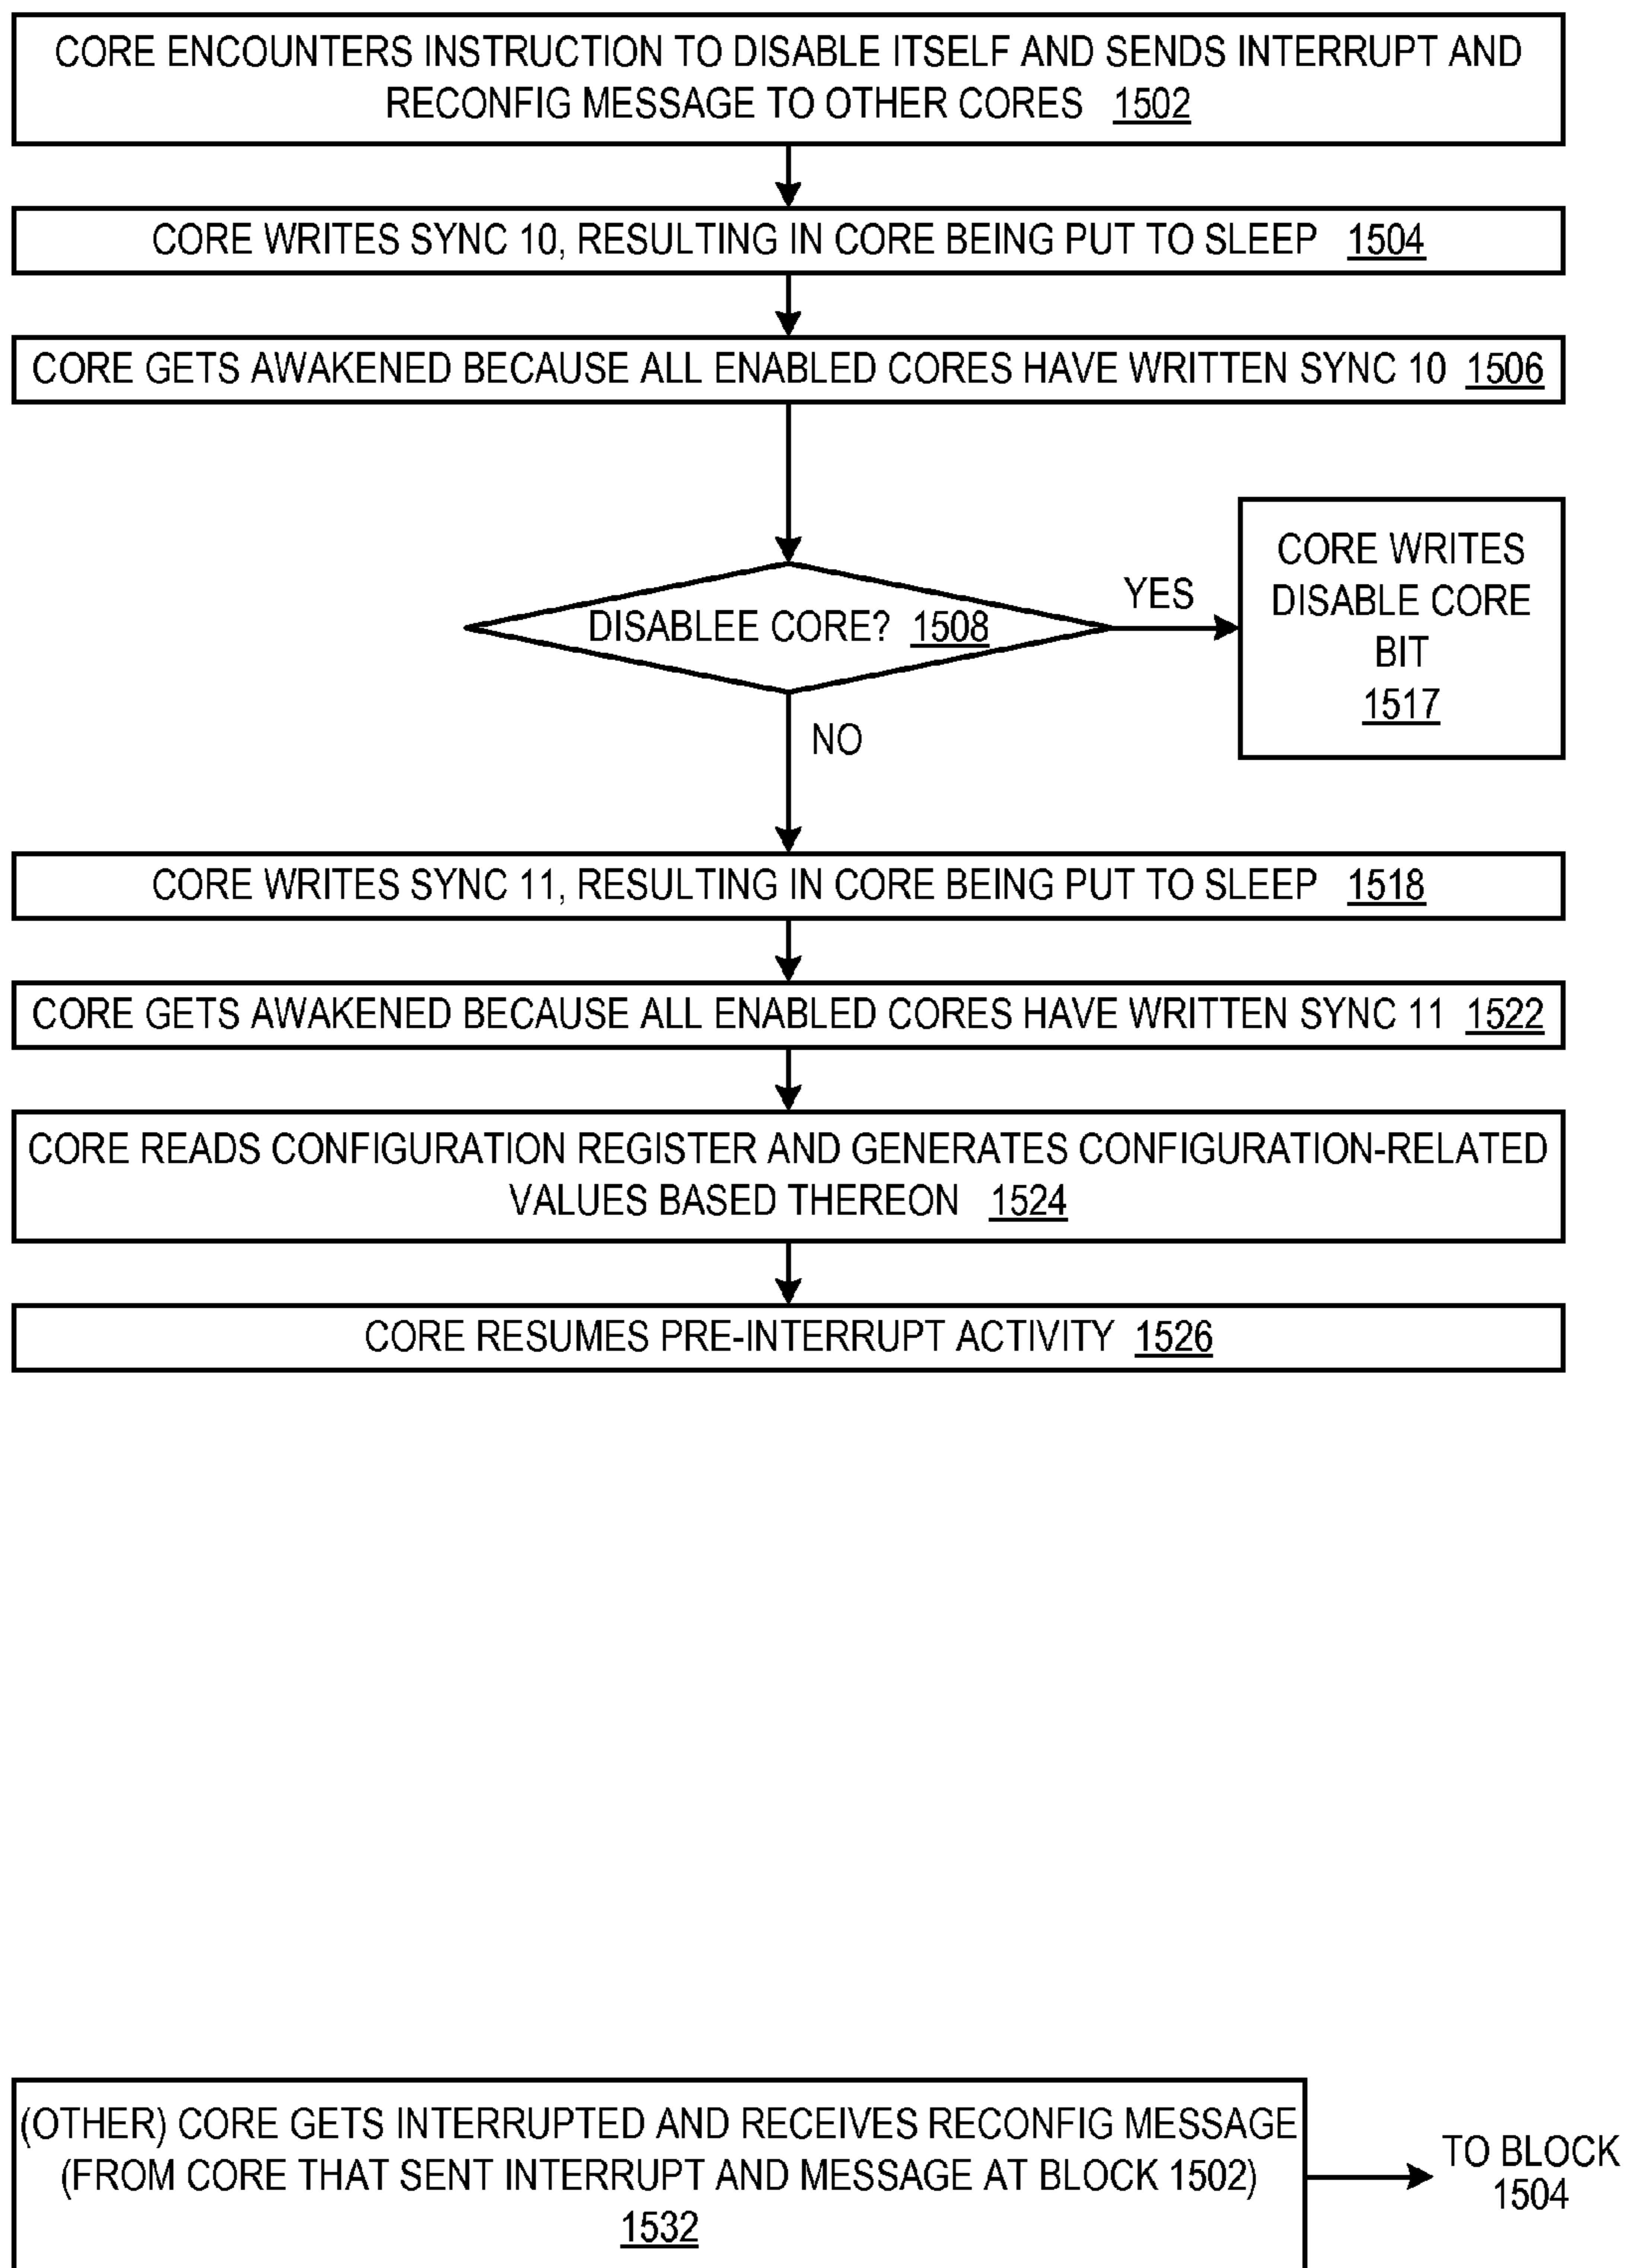 CORE ENCOUNTERS INSTRUCTION TO DISABLE ITSELF AND SENDS INTERRUPT AND
RECONFIG MESSAGE TO OTHER CORES 1502
CORE WRITES SYNC 10, RESULTING IN CORE BEING PUT TO SLEEP 1504
CORE GETS AWAKENED BECAUSE ALL ENABLED CORES HAVE WRITTEN SYNC 10 1506
DISABLEE CORE? 1508
YES
CORE WRITES
DISABLE CORE
BIT
1517
NO
CORE WRITES SYNC 11, RESULTING IN CORE BEING PUT TO SLEEP 1518
CORE GETS AWAKENED BECAUSE ALL ENABLED CORES HAVE WRITTEN SYNC 11 1522
CORE READS CONFIGURATION REGISTER AND GENERATES CONFIGURATION-RELATED
VALUES BASED THEREON 1524
CORE RESUMES PRE-INTERRUPT ACTIVITY 1526
(OTHER) CORE GETS INTERRUPTED AND RECEIVES RECONFIG MESSAGE
(FROM CORE THAT SENT INTERRUPT AND MESSAGE AT BLOCK 1502)
1532
TO BLOCK
1504